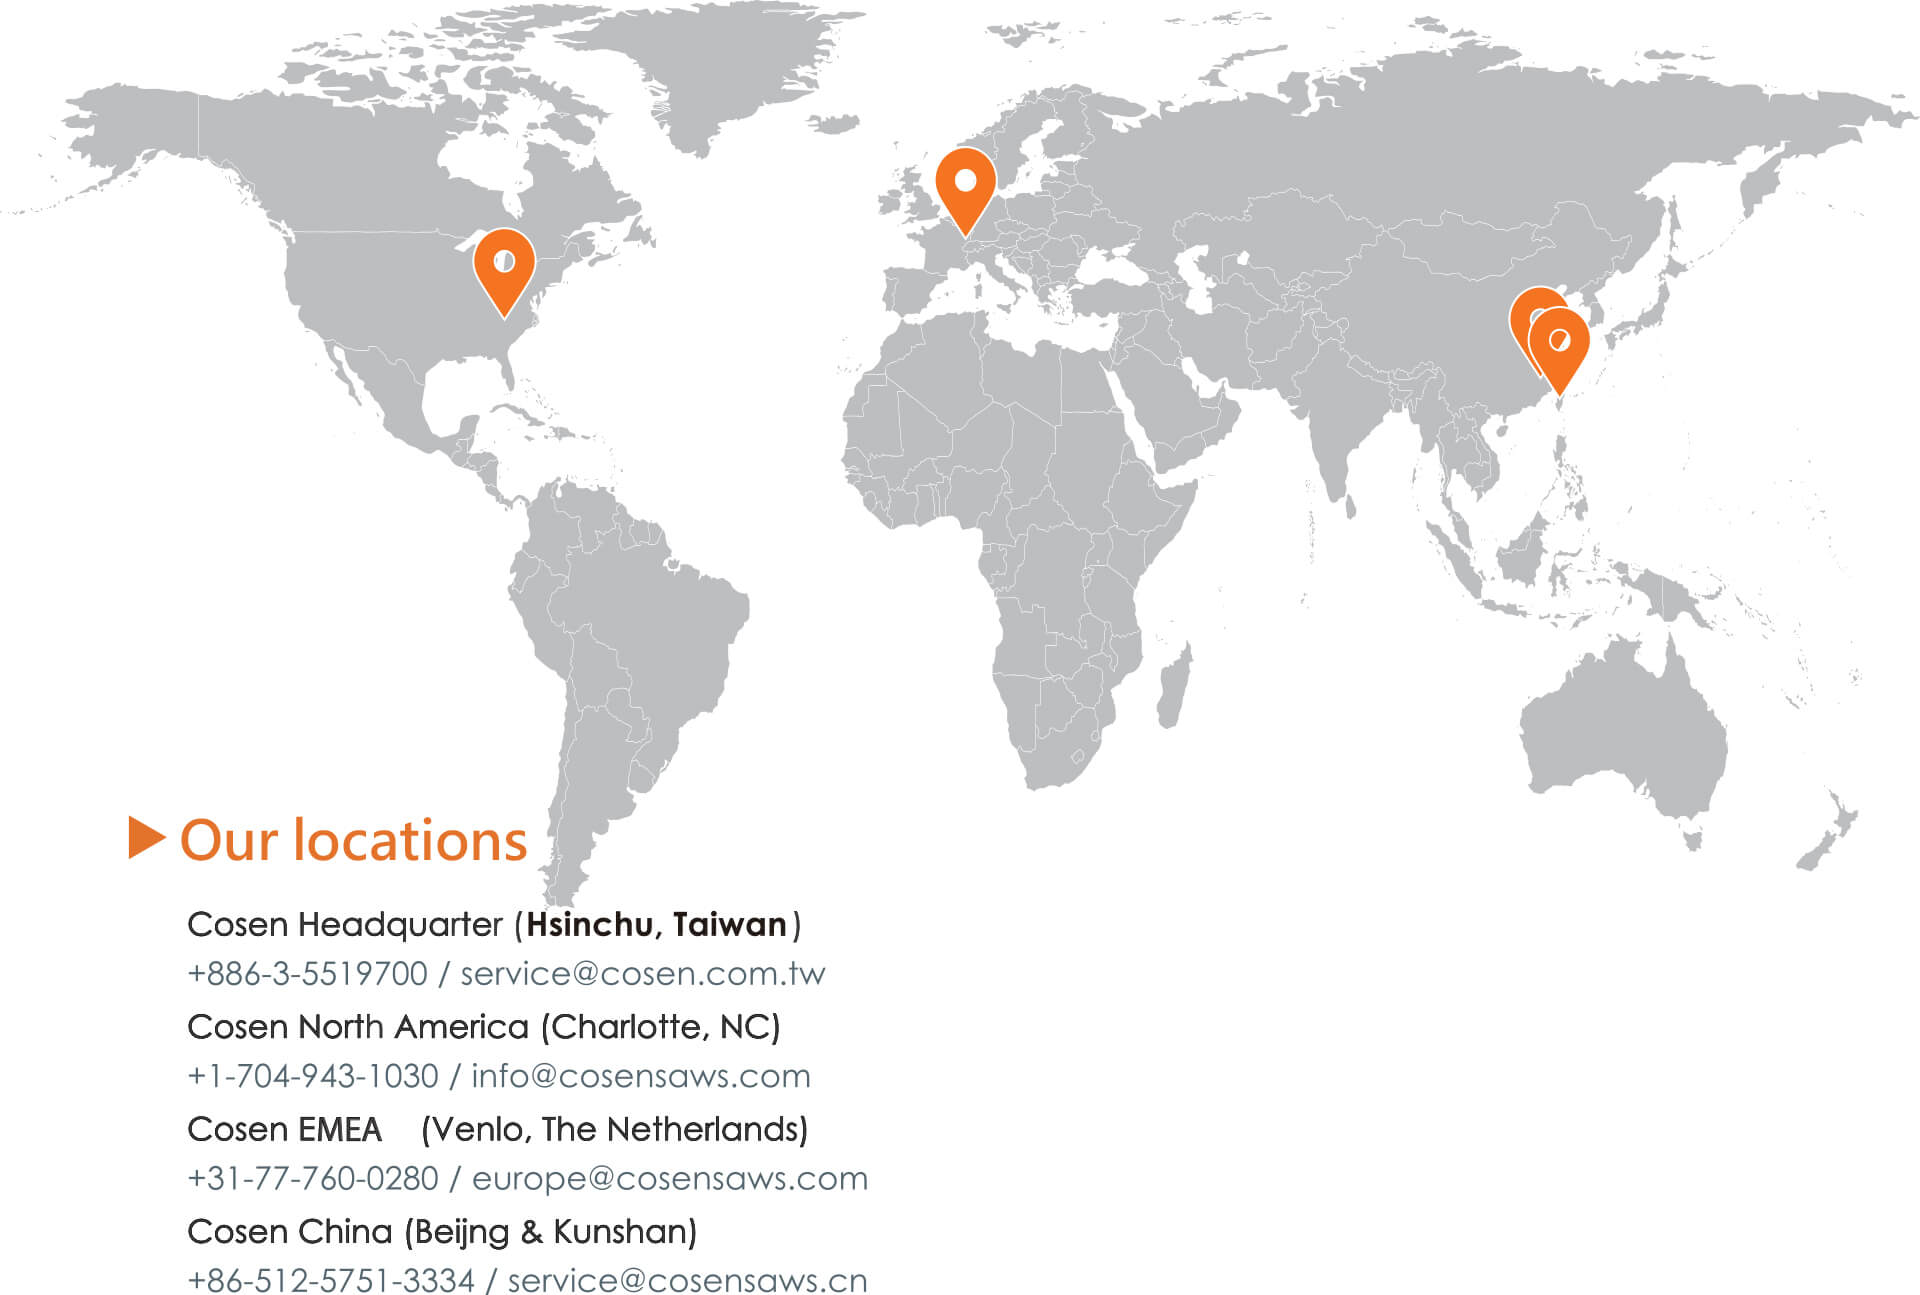 Our locations
Cosen Headquarter (Hsinchu, Taiwan)
+886-3-5519700 / service@cosen.com.tw
Cosen North America (Charlotte, NC)
+1-704-943-1030 / info@cosensaws.com
Cosen EMEA (Venlo, The Netherlands)
+31-77-760-0280 / europe@cosensaws.com
Cosen China (Beijng & Kunshan)
+86-512-5751-3334 / service@cosensaws.cn